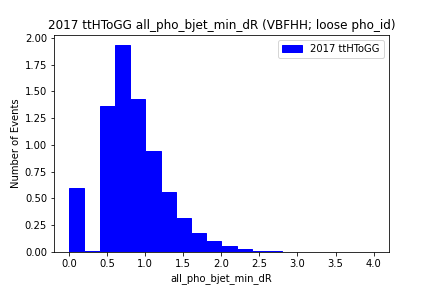 2017 ttHToGG all_pho_bjet_min_dR (VBFHH; loose pho_id)
2017 ttHToGG
Number of Events
2.00
1.75
1.50
1.25
1.00
0.75
0.50
0.25
0.00
0.0 0.5 1.0 1.5 2.0 2.5 3.0 3.5 4.0
all_pho_bjet_min_dR